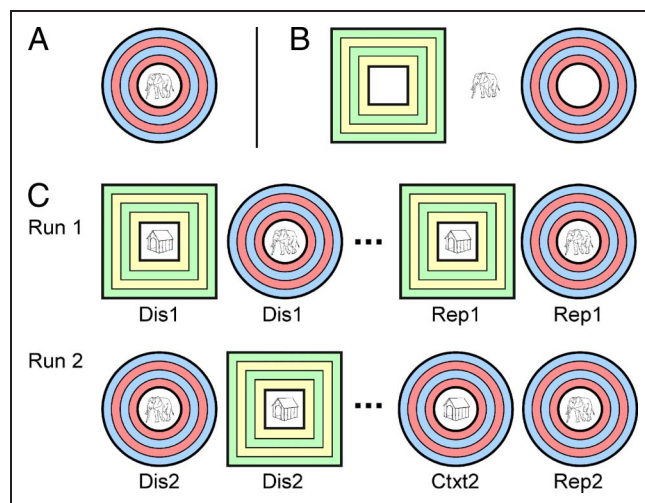 A
B
C
Run 1
...
Dis1 Dis1 Rep1 Rep1
Run 2
...
Dis2 Dis2 Ctxt2 Rep2